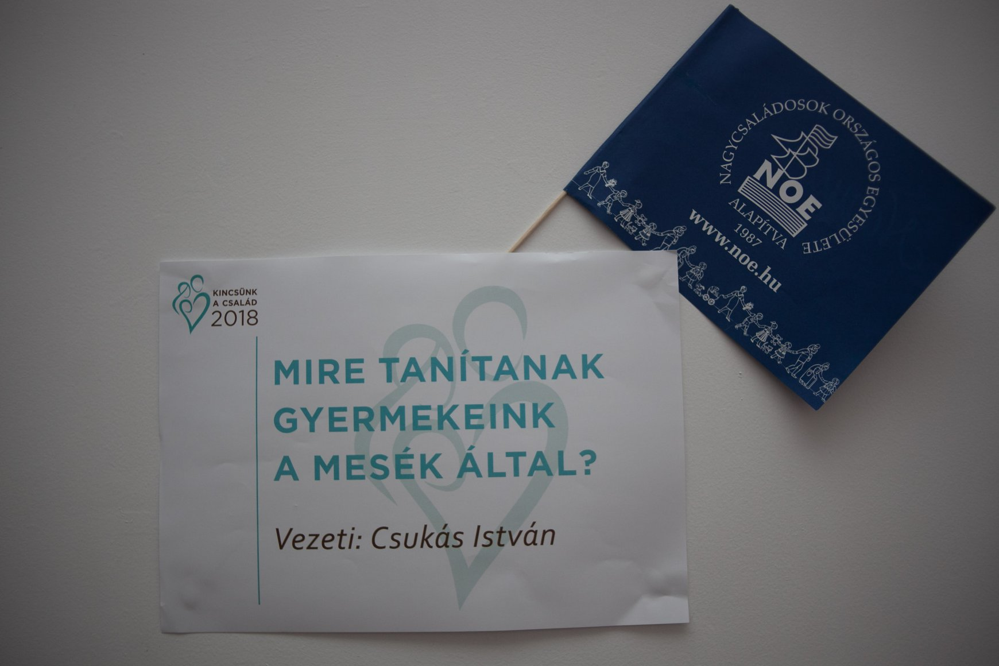 NAGYCSALÁDOSOK ORSZÁGOS EGYESÜLETE
NOE
ALAPÍTVA
1987
www.noe.hu
KINCSÜNK
A CSALÁD
2018
MIRE TANÍTANAK
GYERMEKEINK
A MESÉK ÁLTAL?
Vezeti: Csukás István